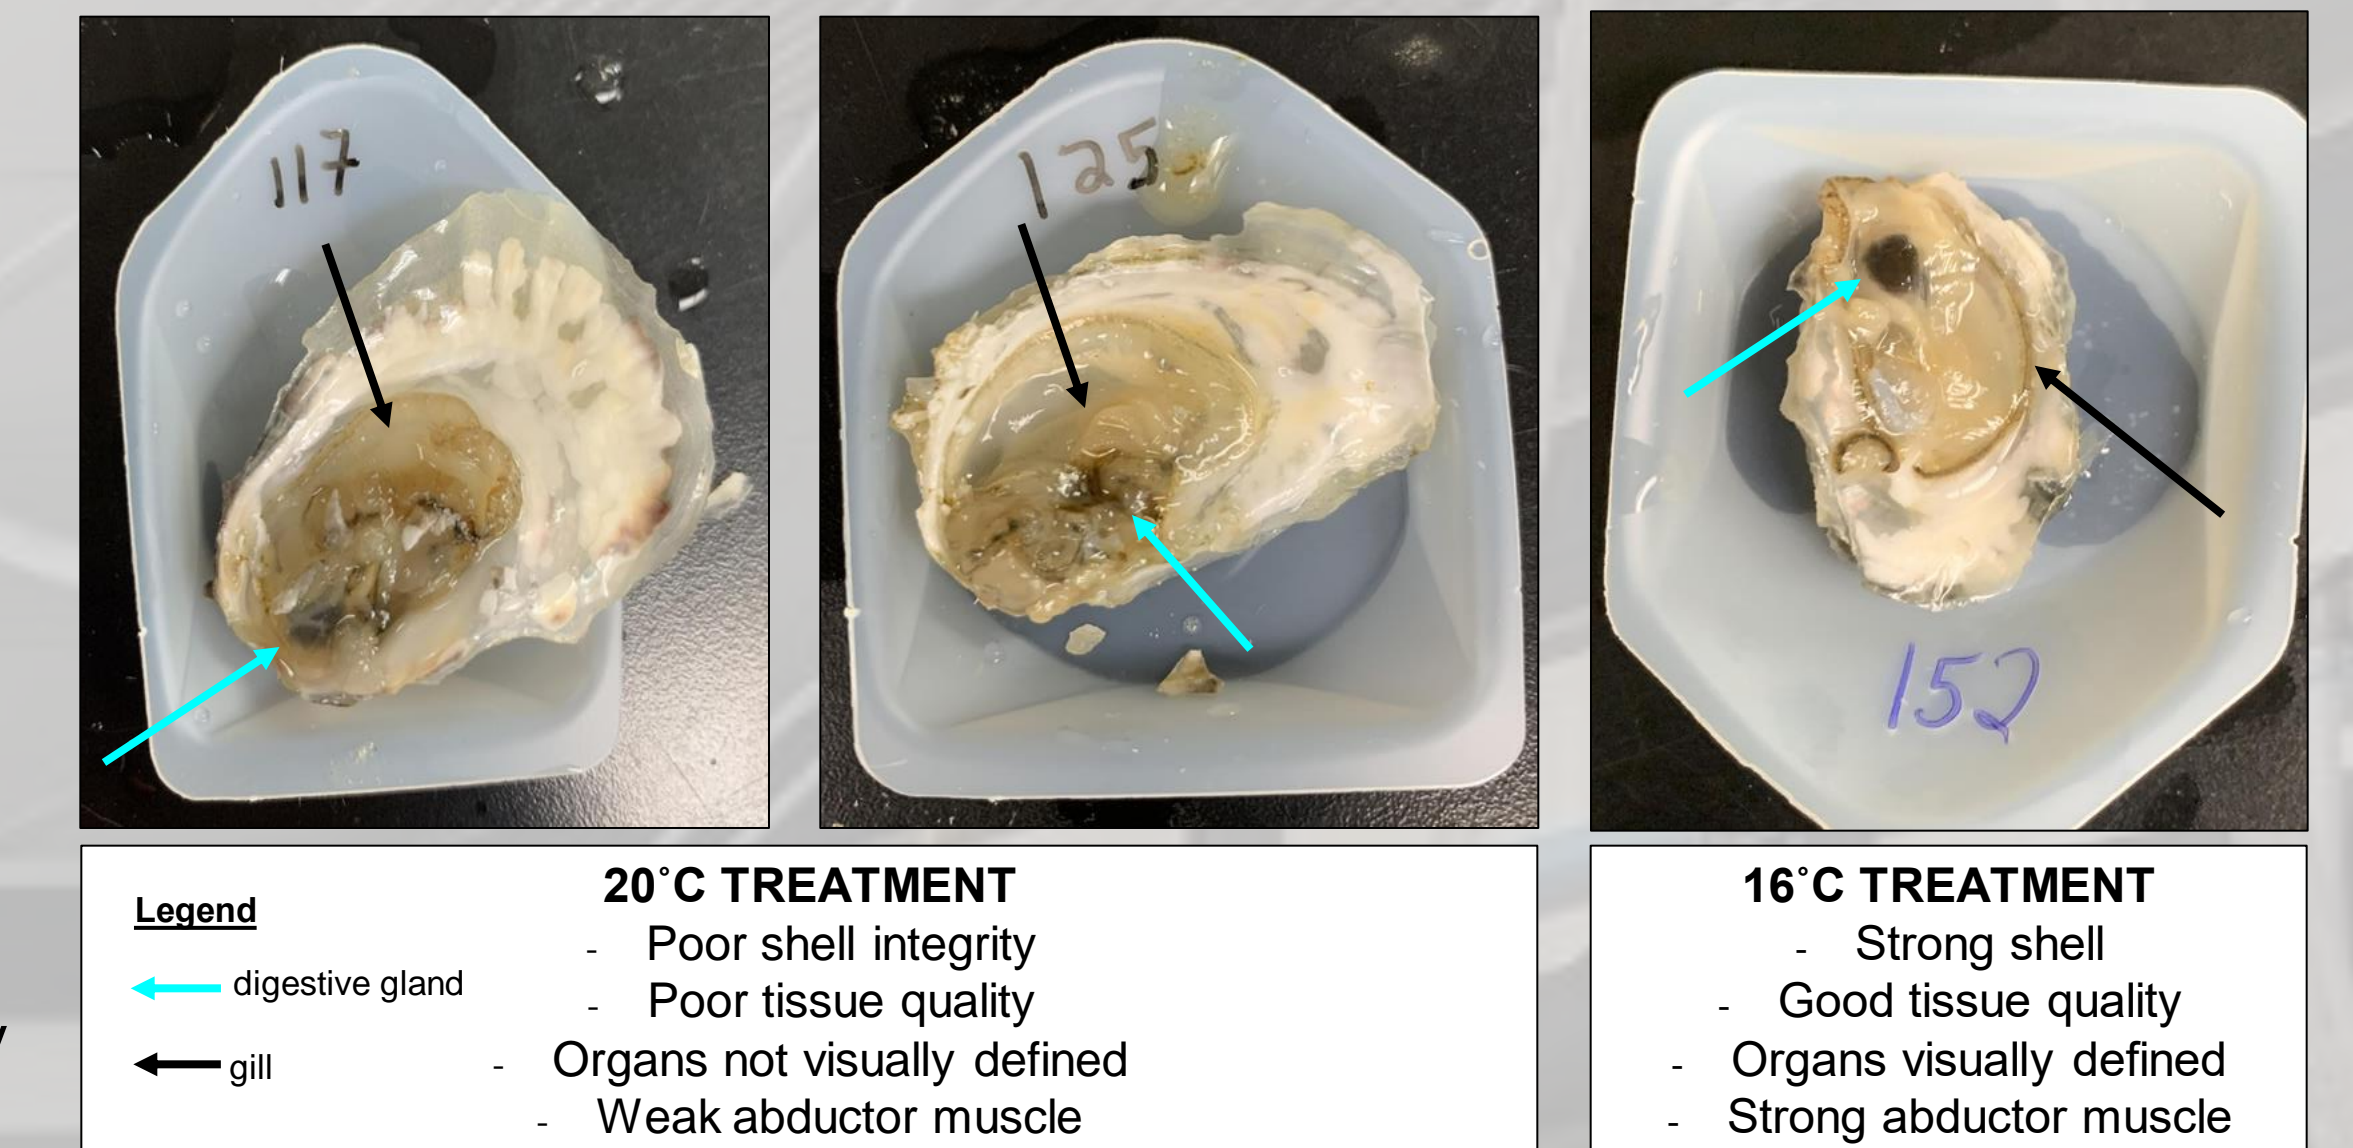 117
125
152
Legend
digestive gland
gill
20˚C TREATMENT
- Poor shell integrity
- Poor tissue quality
- Organs not visually defined
- Weak abductor muscle
16˚C TREATMENT
- Strong shell
- Good tissue quality
- Organs visually defined
- Strong abductor muscle